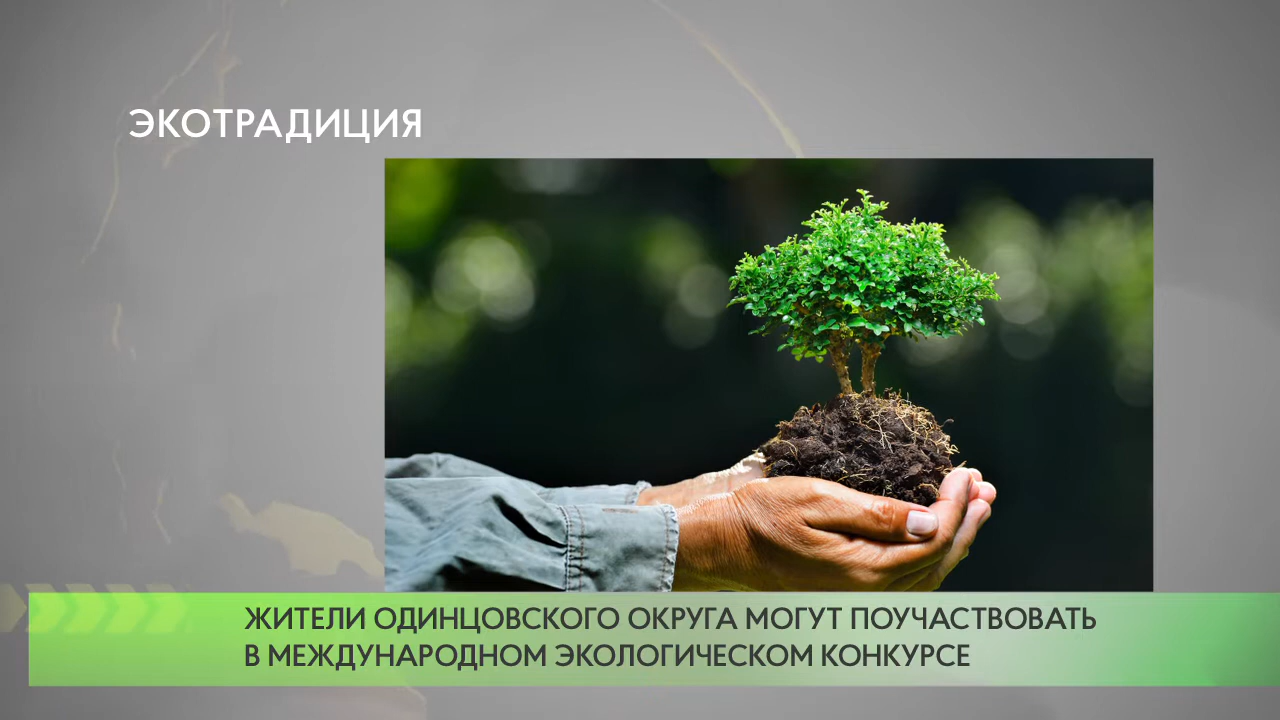 ЭКОТРАДИЦИЯ
ЖИТЕЛИ ОДИНЦОВСКОГО ОКРУГА МОГУТ ПОУЧАСТВОВАТЬ
В МЕЖДУНАРОДНОМ ЭКОЛОГИЧЕСКОМ КОНКУРСЕ